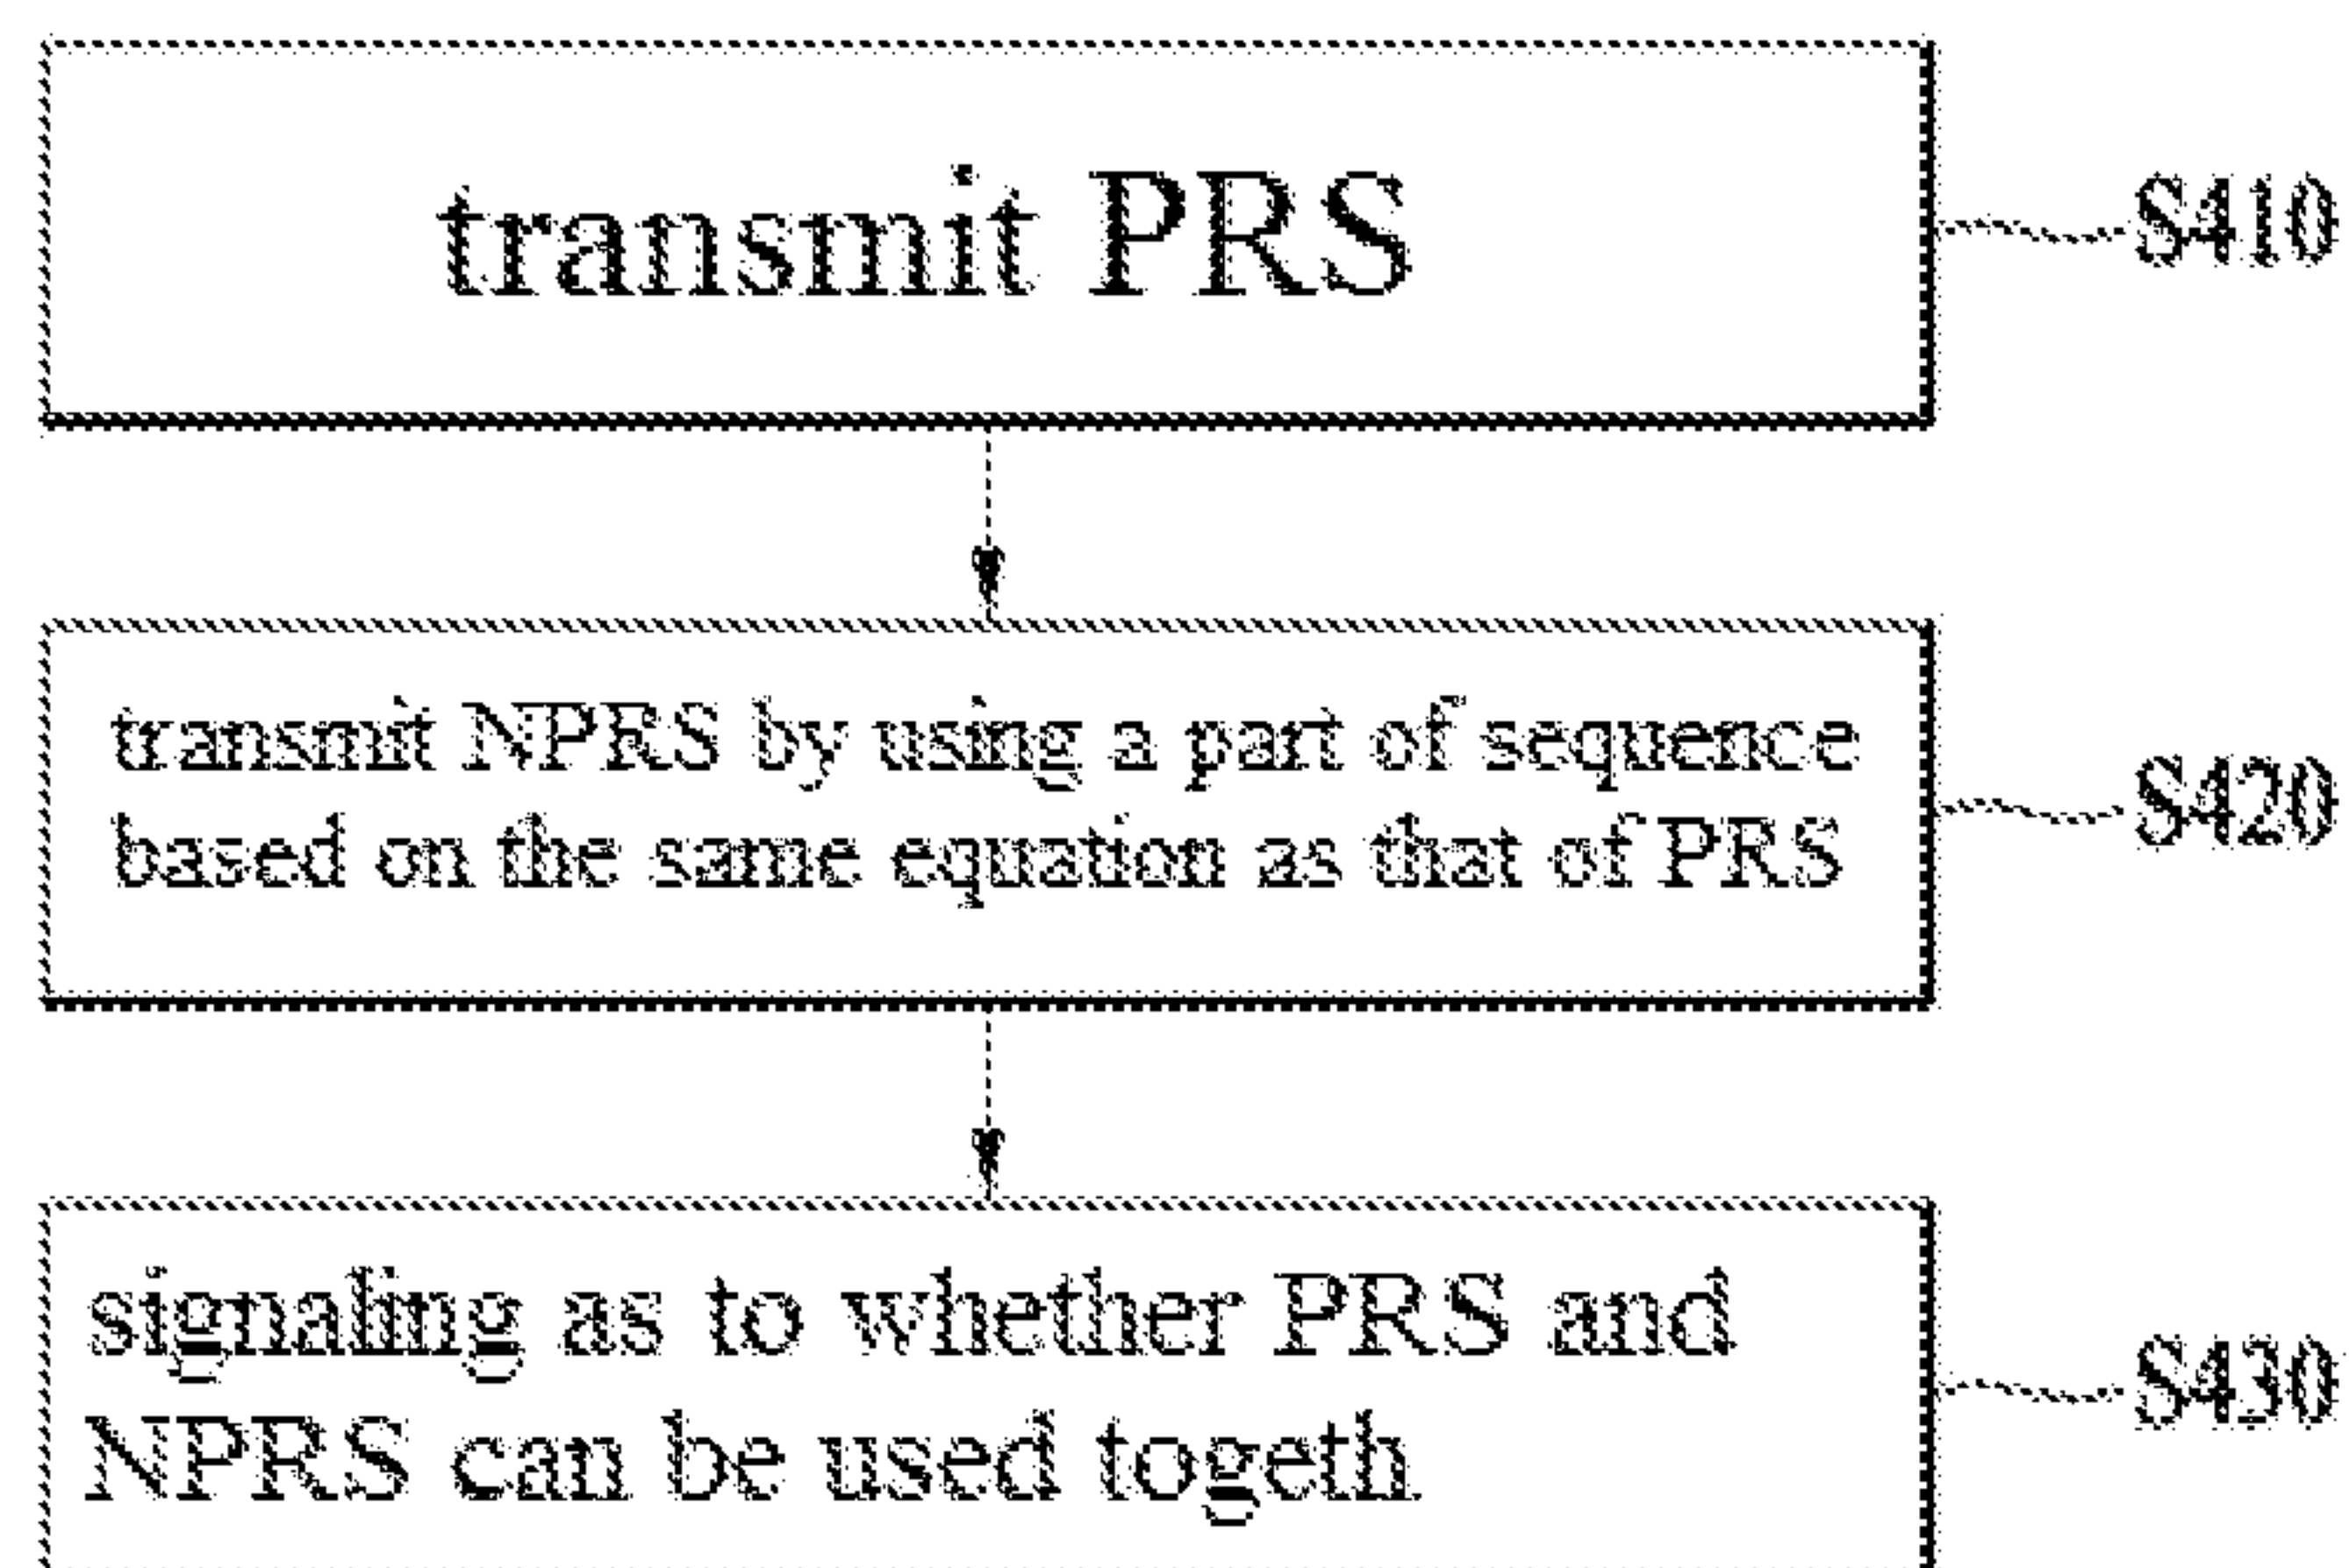 transmit PRS
S410
transmit NPRS by using a part of sequence
based on the same equation as that of PRS
S420
signaling as to whether PRS and
NPRS can be used togeth
S430